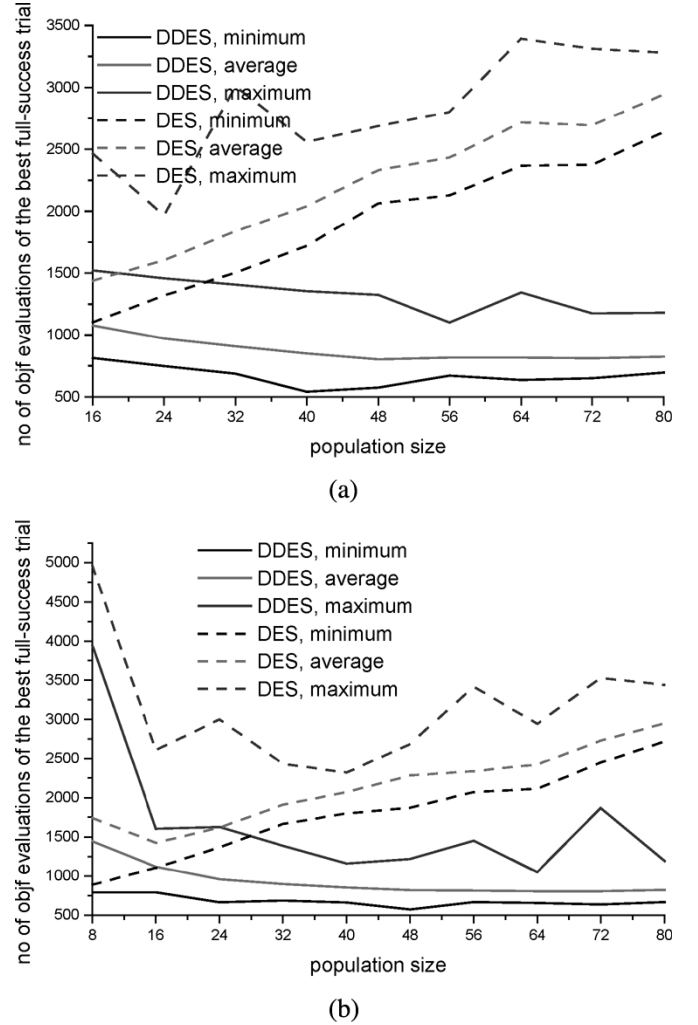 3500
3000
2500
2000
1500
1000
500
no of objf evaluations of the best full-success trial
DDES, minimum
DDES, average
DDES, maximum
DES, minimum
DES, average
DES, maximum
16 24 32 40 48 56 64 72 80
population size
(a)
5000
4500
4000
3500
3000
2500
2000
1500
1000
500
no of objf evaluations of the best full-success trial
DDES, minimum
DDES, average
DDES, maximum
DES, minimum
DES, average
DES, maximum
8 16 24 32 40 48 56 64 72 80
population size
(b)